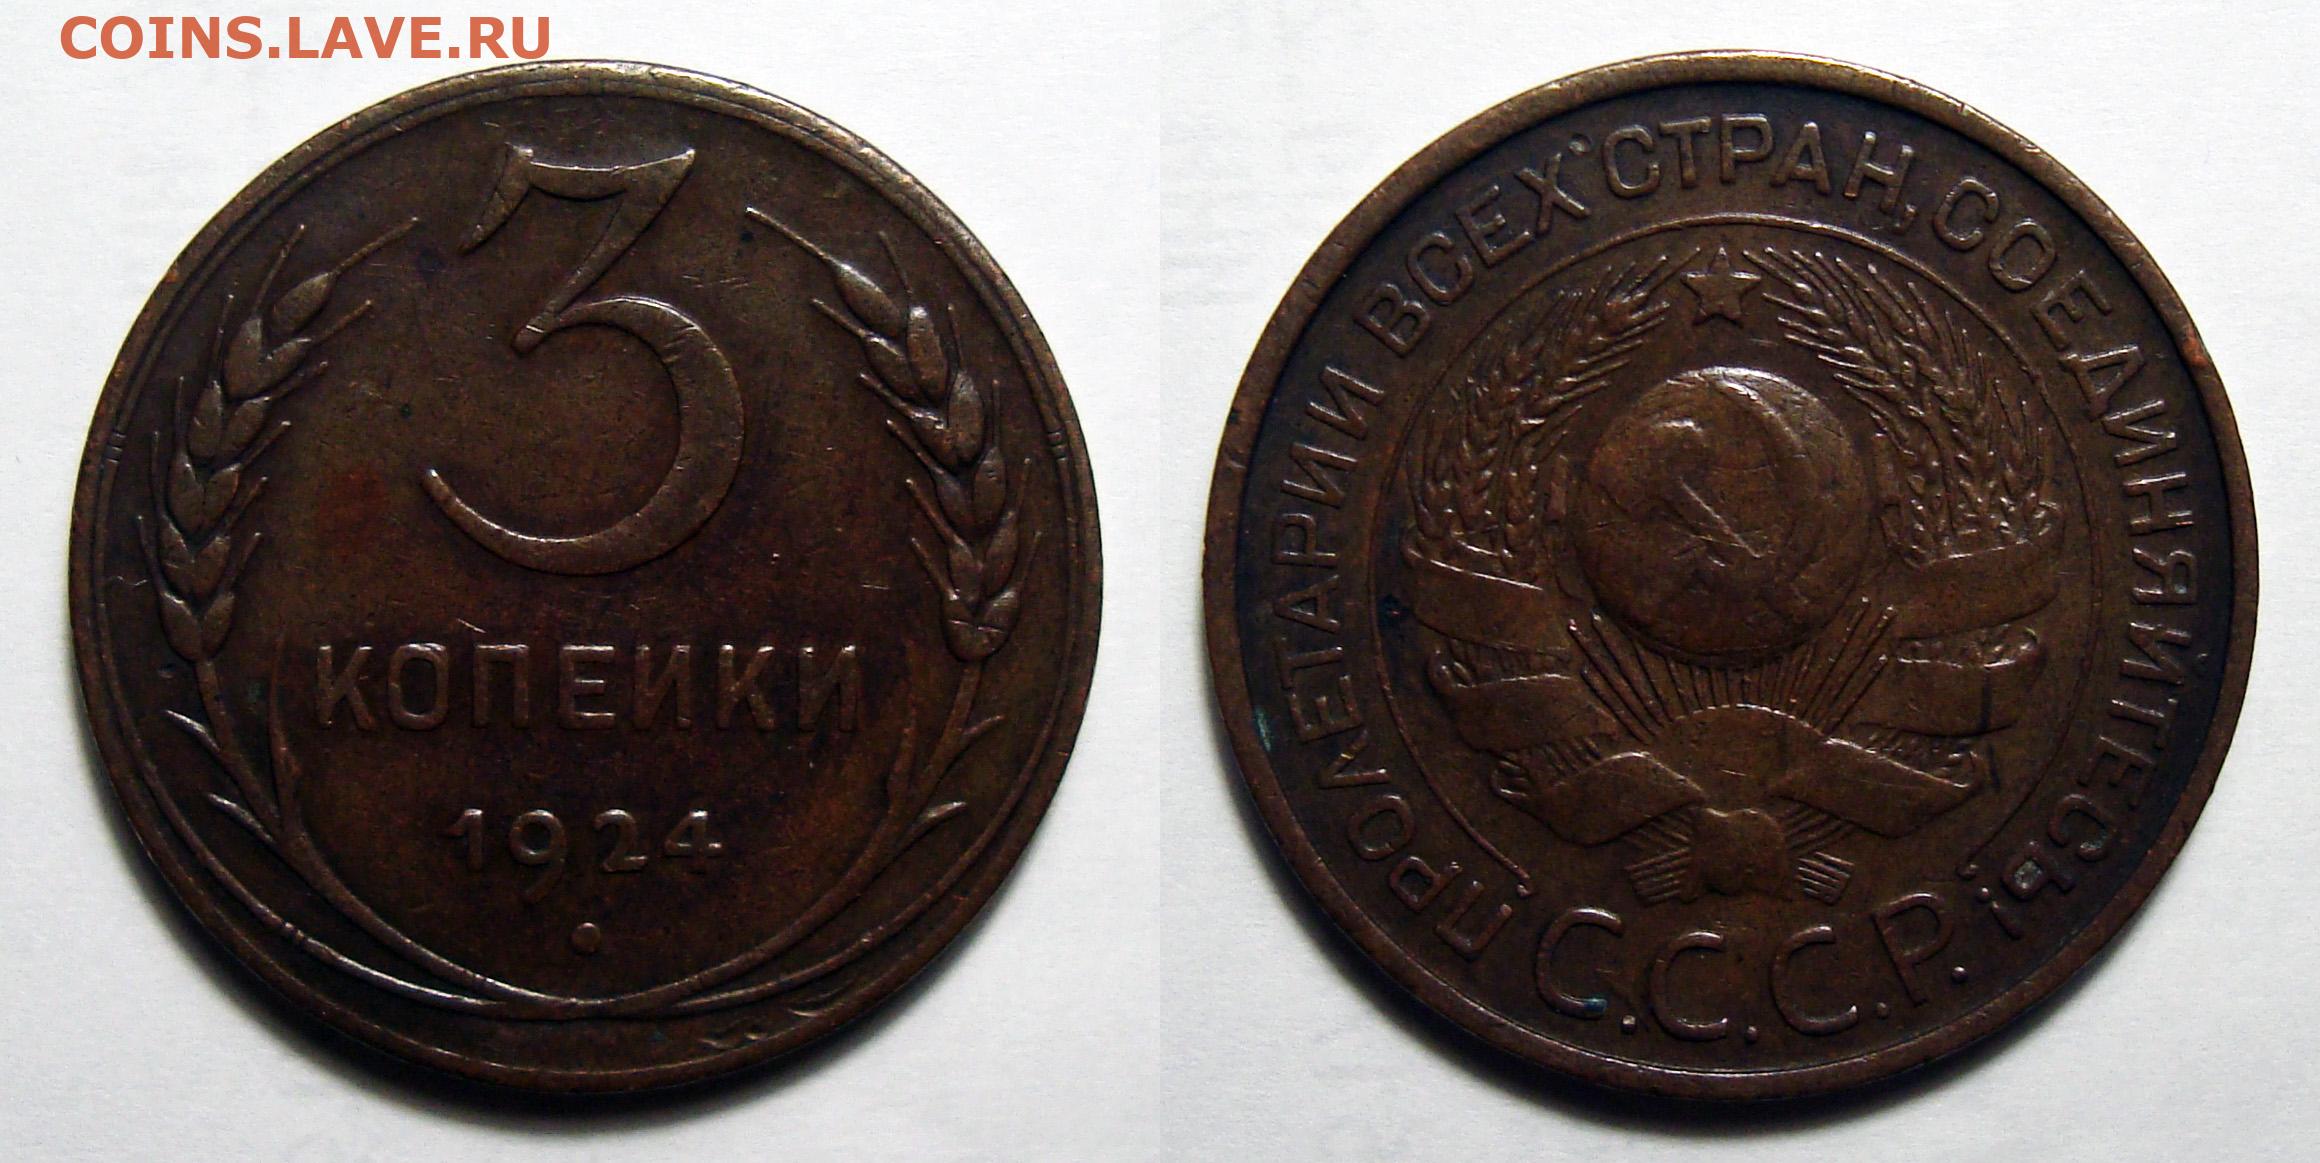 COINS.LAVE.RU
3
КОПЕЙКИ
1924
ПРОЛЕТАРИИ ВСЕХ СТРАН, СОЕДИНЯЙТЕСЬ!
С.С.С.Р.